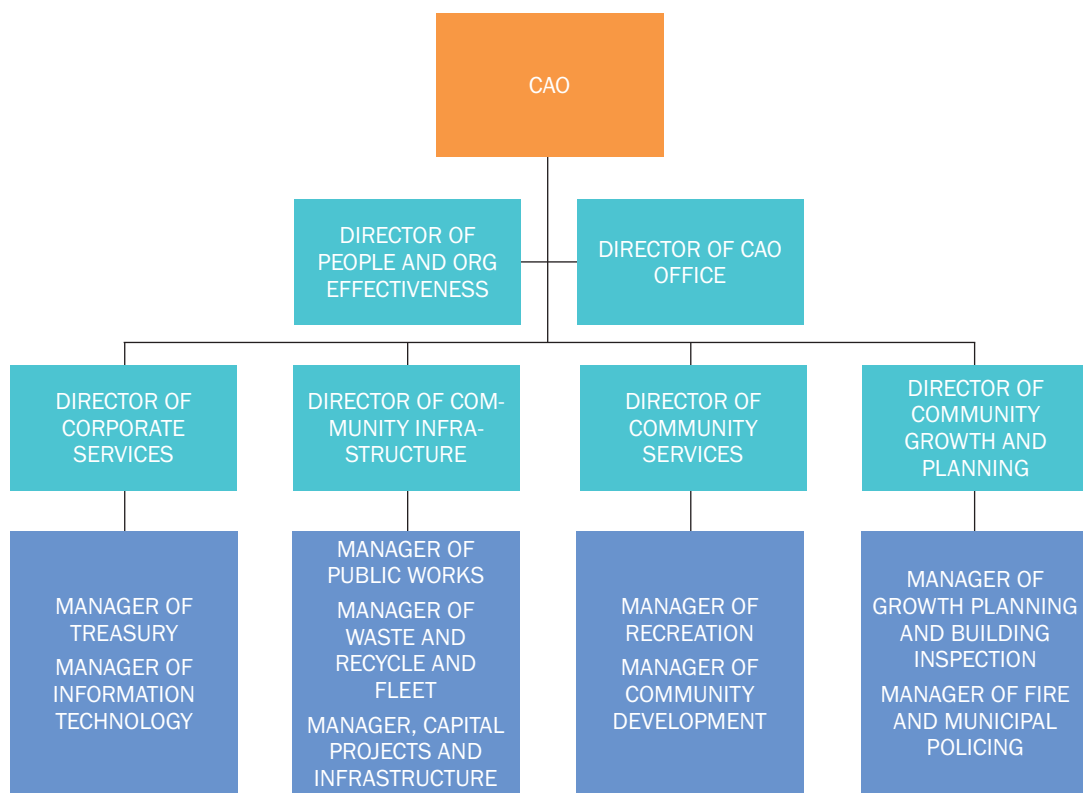 CAO
DIRECTOR OF
PEOPLE AND ORG
EFFECTIVENESS
DIRECTOR OF CAO
OFFICE
DIRECTOR OF
CORPORATE
SERVICES
DIRECTOR OF COM-
MUNITY INFRA-
STRUCTURE
DIRECTOR OF
COMMUNITY
SERVICES
DIRECTOR OF
COMMUNITY
GROWTH AND
PLANNING
MANAGER OF
TREASURY
MANAGER OF
INFORMATION
TECHNOLOGY
MANAGER OF
PUBLIC WORKS
MANAGER OF
WASTE AND
RECYCLE AND
FLEET
MANAGER, CAPITAL
PROJECTS AND
INFRASTRUCTURE
MANAGER OF
RECREATION
MANAGER OF
COMMUNITY
DEVELOPMENT
MANAGER OF
GROWTH PLANNING
AND BUILDING
INSPECTION
MANAGER OF FIRE
AND MUNICIPAL
POLICING